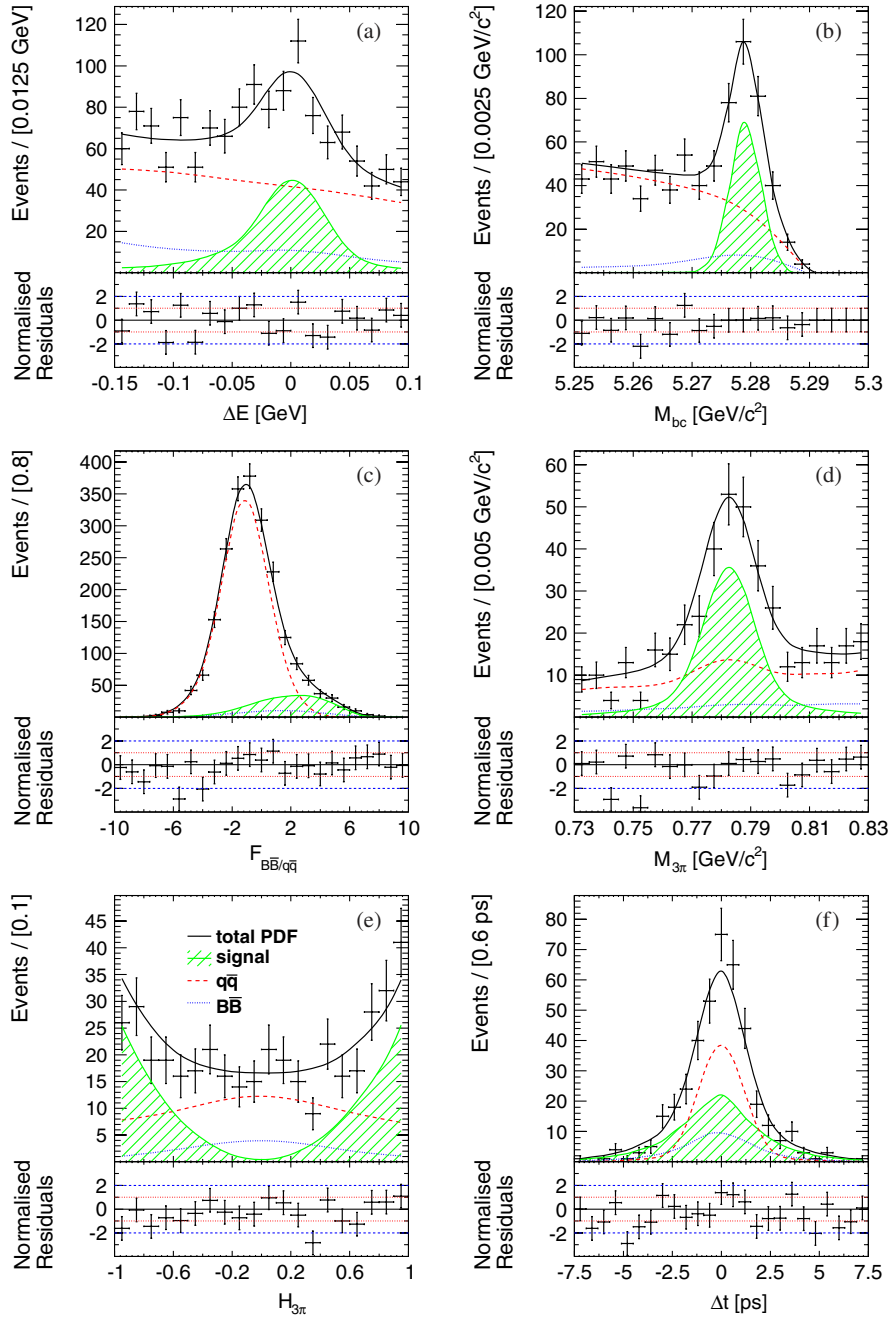 (a)
Events / [0.0125 GeV]
120
100
80
60
40
20
Normalised
Residuals
2
0
-2
-0.15 -0.1 -0.05 0 0.05 0.1
ΔE [GeV]
(b)
Events / [0.0025 GeV/c²]
120
100
80
60
40
20
Normalised
Residuals
2
0
-2
5.25 5.26 5.27 5.28 5.29 5.3
M_bc [GeV/c²]
(c)
Events / [0.8]
400
350
300
250
200
150
100
50
Normalised
Residuals
2
0
-2
-10 -6 -2 2 6 10
F_BB̅/qq̅
(d)
Events / [0.005 GeV/c²]
60
50
40
30
20
10
Normalised
Residuals
2
0
-2
0.73 0.75 0.77 0.79 0.81 0.83
M_3π [GeV/c²]
(e)
Events / [0.1]
45
40
35
30
25
20
15
10
5
total PDF
signal
qq̅
BB̅
Normalised
Residuals
2
0
-2
-1 -0.6 -0.2 0.2 0.6 1
H_3π
(f)
Events / [0.6 ps]
80
70
60
50
40
30
20
10
Normalised
Residuals
2
0
-2
-7.5 -5 -2.5 0 2.5 5 7.5
Δt [ps]